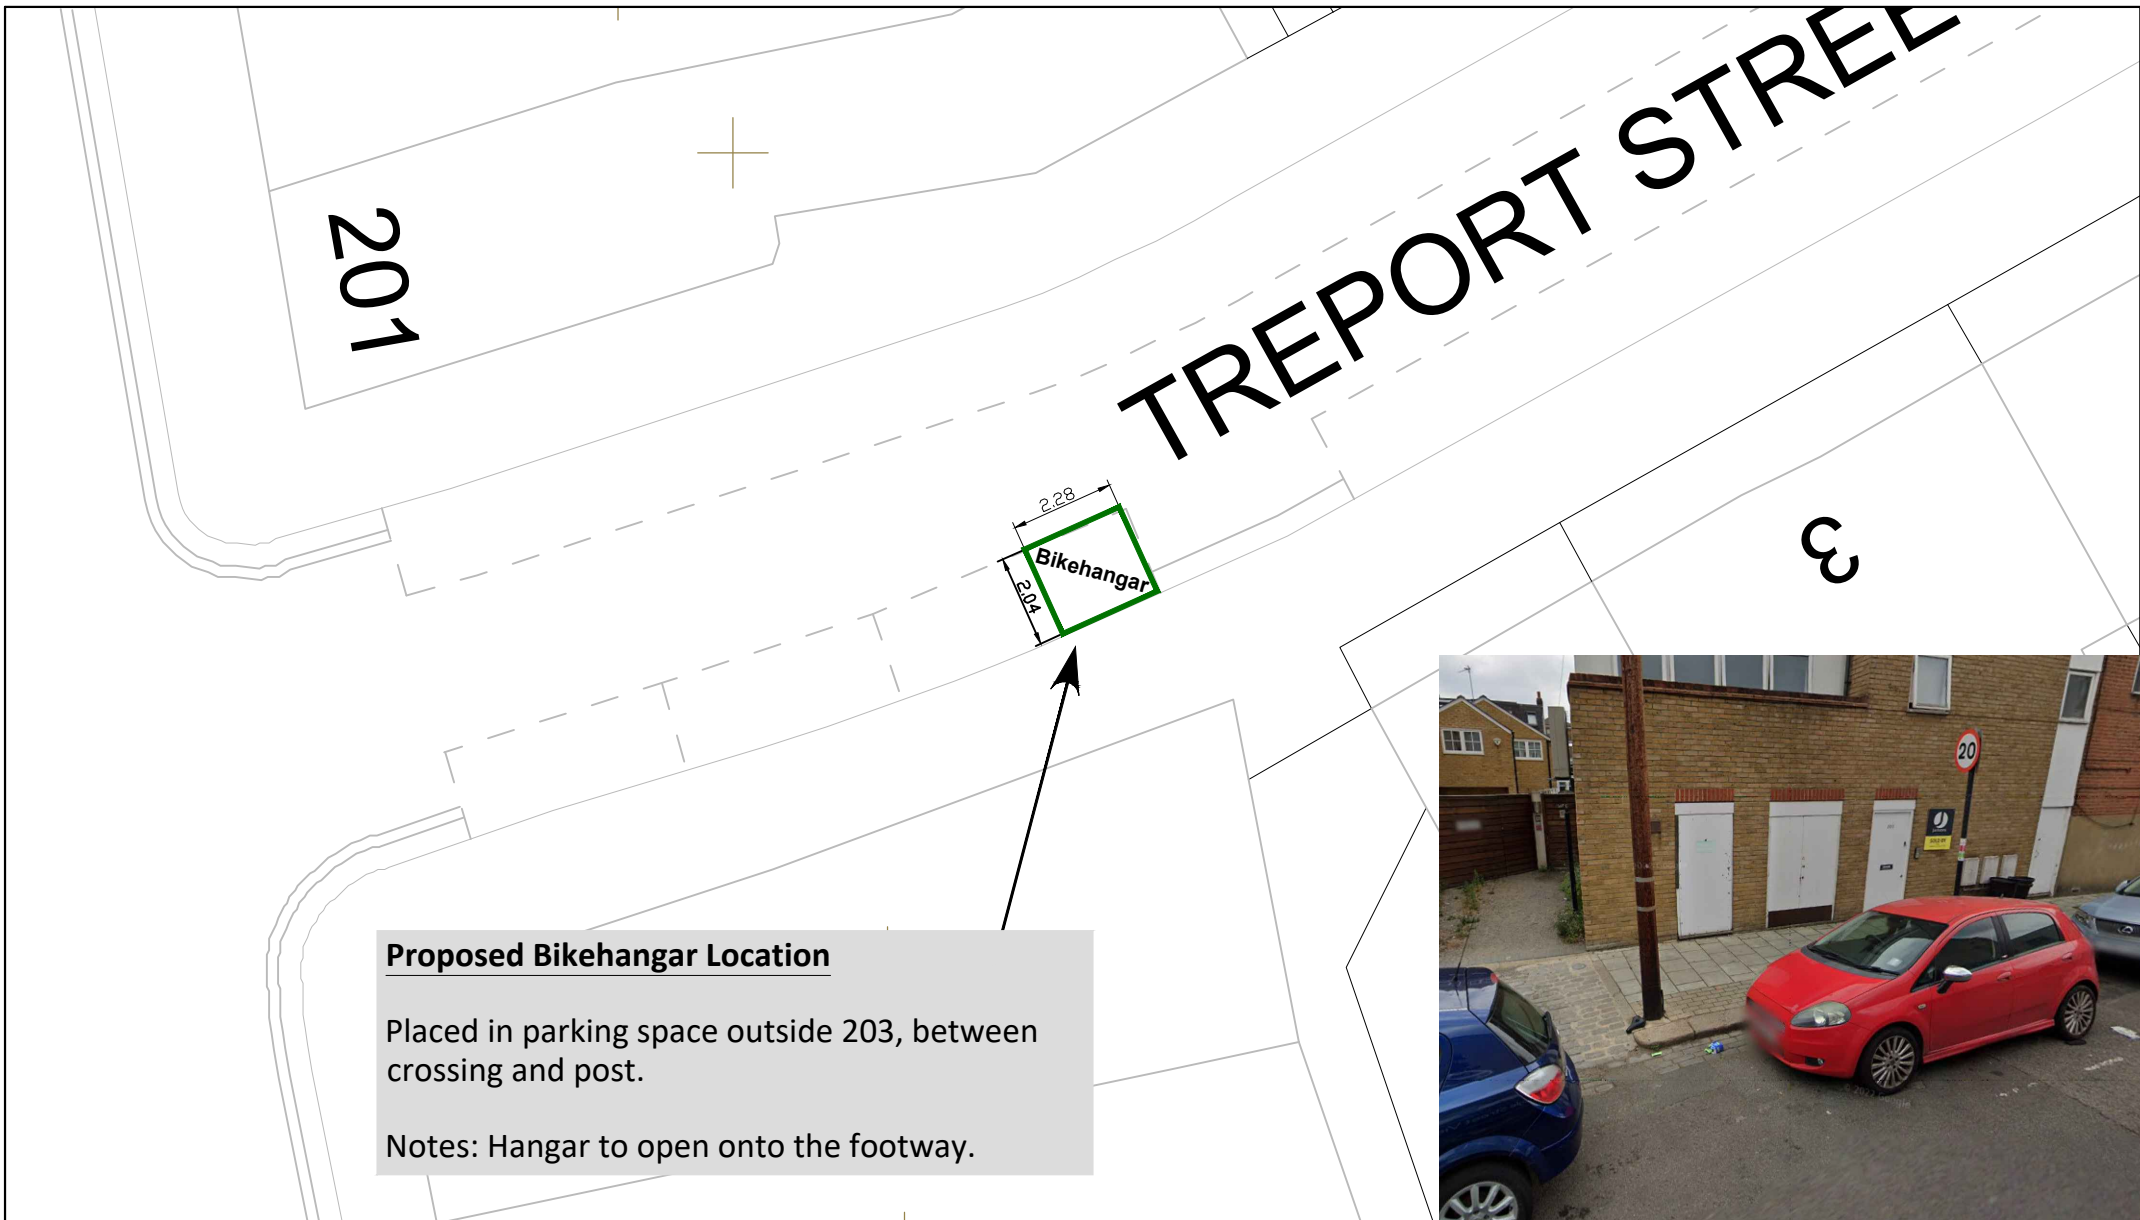 201
TREPORT STREE
2.28
2.04
Bikehangar
3
Proposed Bikehangar Location
Placed in parking space outside 203, between
crossing and post.
Notes: Hangar to open onto the footway.
20